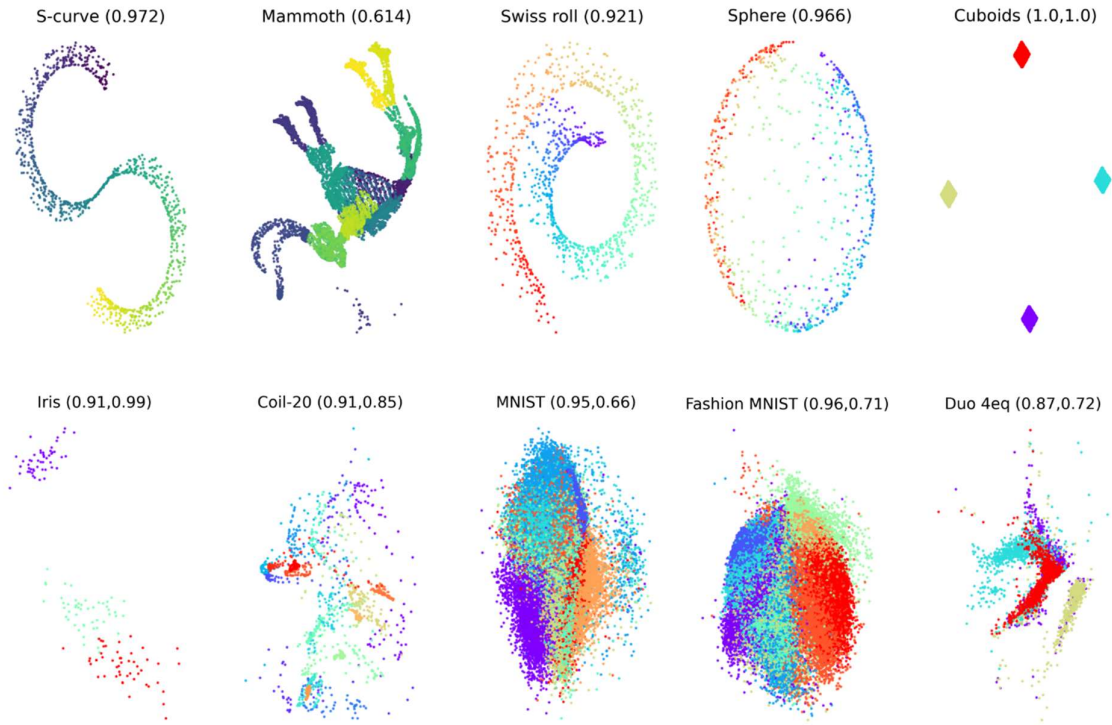 S-curve (0.972)
Mammoth (0.614)
Swiss roll (0.921)
Sphere (0.966)
Cuboids (1.0,1.0)
Iris (0.91,0.99)
Coil-20 (0.91,0.85)
MNIST (0.95,0.66)
Fashion MNIST (0.96,0.71)
Duo 4eq (0.87,0.72)